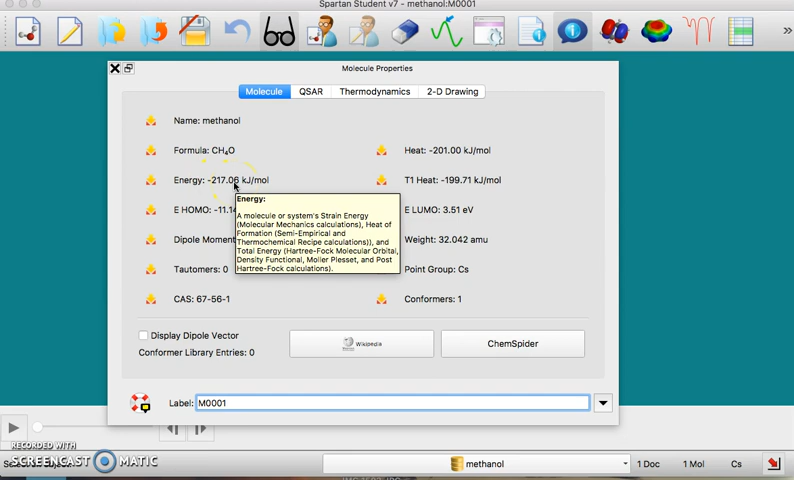 Spartan Student v7 - methanol:M0001
Molecule Properties
Molecule QSAR Thermodynamics 2-D Drawing
Name: methanol
Formula: CH₄O
Heat: -201.00 kJ/mol
Energy: -217.06 kJ/mol
T1 Heat: -199.71 kJ/mol
E HOMO: -11.14
E LUMO: 3.51 eV
Energy:
A molecule or system's Strain Energy
(Molecular Mechanics calculations), Heat of
Formation (Semi-Empirical and
Thermochemical Recipe calculations)), and
Total Energy (Hartree-Fock Molecular Orbital,
Density Functional, Moller Plesset, and Post
Hartree-Fock calculations).
Dipole Moment
Weight: 32.042 amu
Tautomers: 0
Point Group: Cs
CAS: 67-56-1
Conformers: 1
Display Dipole Vector
Conformer Library Entries: 0
Wikipedia
ChemSpider
Label: M0001
RECORDED WITH
SCREENCAST MATIC
methanol
1 Doc 1 Mol Cs